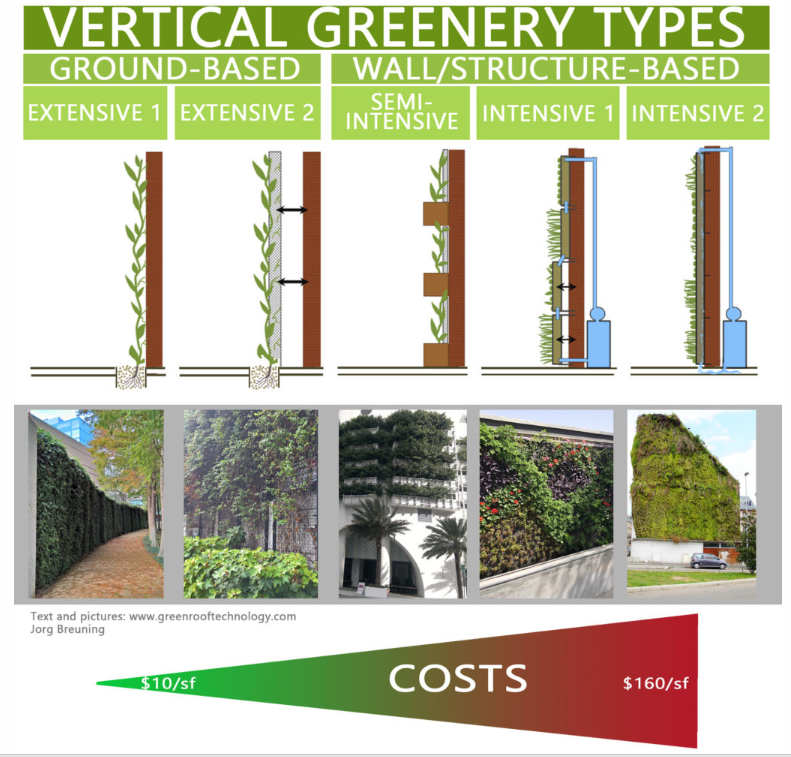 VERTICAL GREENERY TYPES
GROUND-BASED
WALL/STRUCTURE-BASED
EXTENSIVE 1
EXTENSIVE 2
SEMI-
INTENSIVE
INTENSIVE 1
INTENSIVE 2
Text and pictures: www.greenrooftechnology.com
Jorg Breuning
$10/sf
COSTS
$160/sf